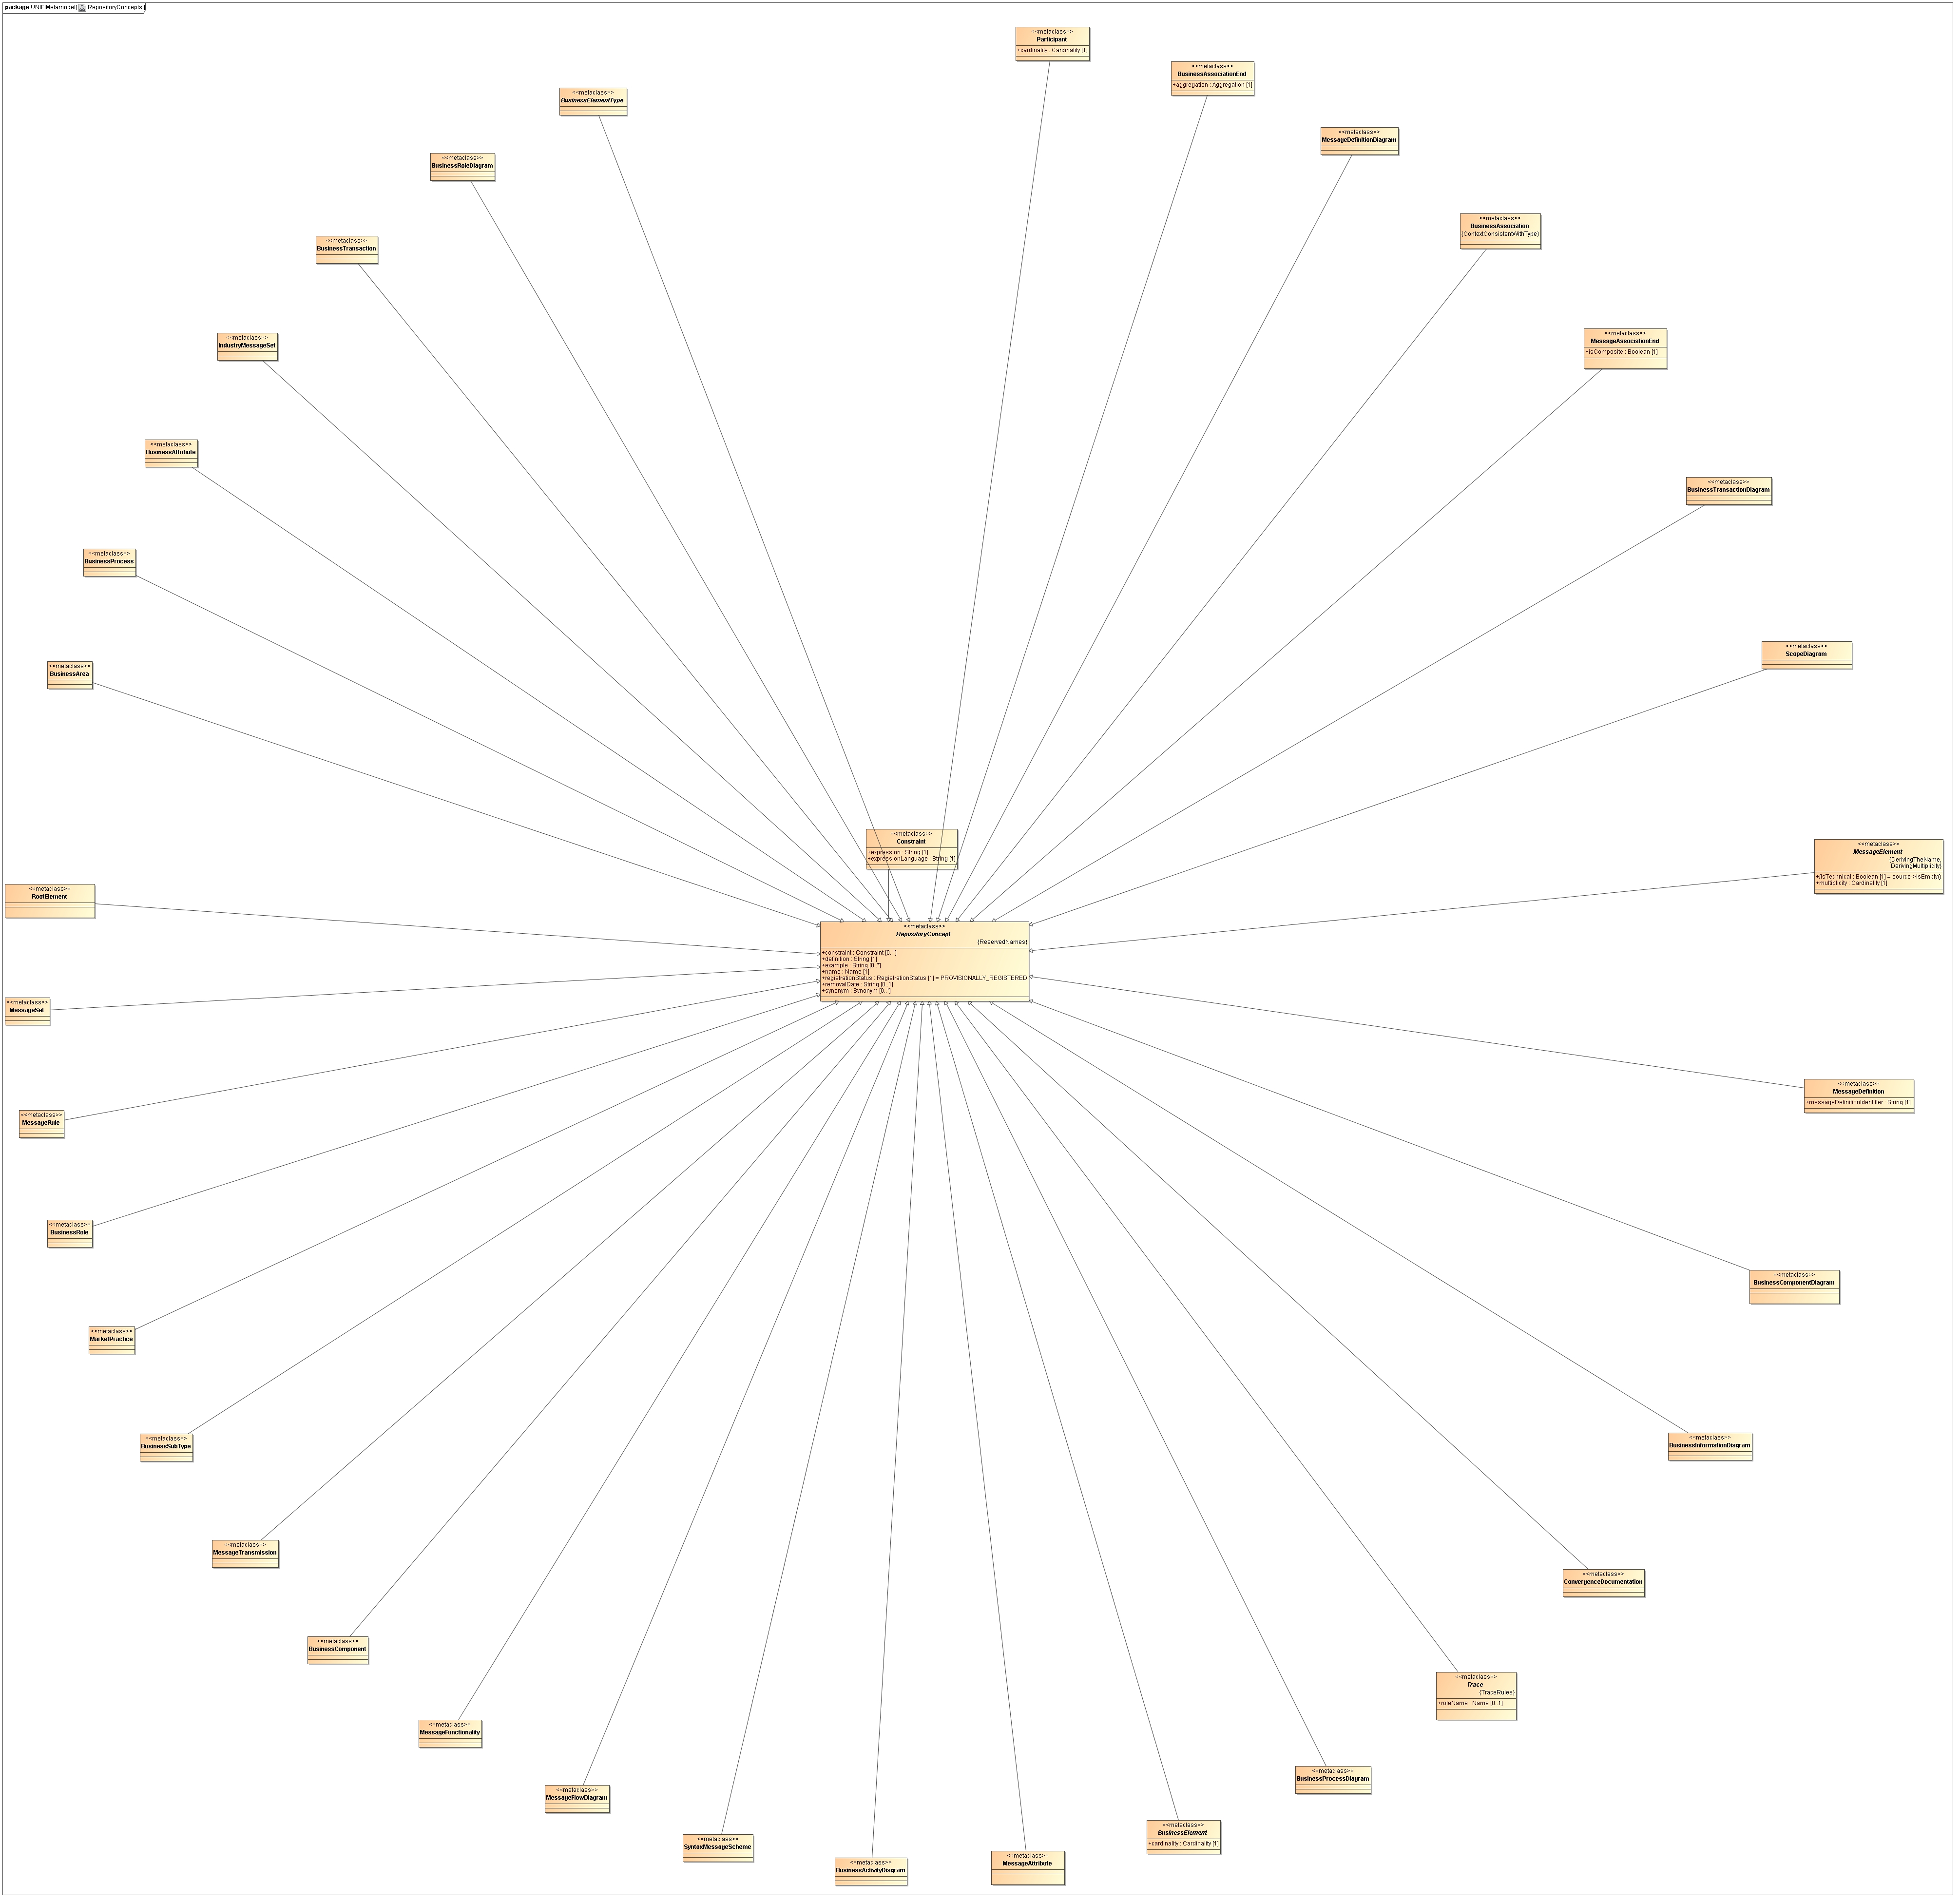 package UNIFIMetamodel[ RepositoryConcepts ]
<<metaclass>>
Participant
+cardinality : Cardinality [1]
<<metaclass>>
BusinessAssociationEnd
+aggregation : Aggregation [1]
<<metaclass>>
BusinessElementType
<<metaclass>>
MessageDefinitionDiagram
<<metaclass>>
BusinessRoleDiagram
<<metaclass>>
BusinessAssociation
(ContextConsistentWithType)
<<metaclass>>
BusinessTransaction
<<metaclass>>
MessageAssociationEnd
+isComposite : Boolean [1]
<<metaclass>>
IndustryMessageSet
<<metaclass>>
BusinessAttribute
<<metaclass>>
BusinessTransactionDiagram
<<metaclass>>
BusinessProcess
<<metaclass>>
ScopeDiagram
<<metaclass>>
BusinessArea
<<metaclass>>
Constraint
+expression : String [1]
+expressionLanguage : String [1]
<<metaclass>>
MessageElement
(DerivingTheName,
DerivingMultiplicity)
+/isTechnical : Boolean [1] = source->isEmpty()
+multiplicity : Cardinality [1]
<<metaclass>>
RootElement
<<metaclass>>
RepositoryConcept
(ReservedNames)
+constraint : Constraint [0..*]
+definition : String [1]
+example : String [0..*]
+name : Name [1]
+registrationStatus : RegistrationStatus [1] = PROVISIONALLY_REGISTERED
+removalDate : String [0..1]
+synonym : Synonym [0..*]
<<metaclass>>
MessageSet
<<metaclass>>
MessageDefinition
+messageDefinitionIdentifier : String [1]
<<metaclass>>
MessageRule
<<metaclass>>
BusinessRole
<<metaclass>>
BusinessComponentDiagram
<<metaclass>>
MarketPractice
<<metaclass>>
BusinessSubType
<<metaclass>>
BusinessInformationDiagram
<<metaclass>>
MessageTransmission
<<metaclass>>
ConvergenceDocumentation
<<metaclass>>
BusinessComponent
<<metaclass>>
Trace
(TraceRules)
+roleName : Name [0..1]
<<metaclass>>
MessageFunctionality
<<metaclass>>
BusinessProcessDiagram
<<metaclass>>
MessageFlowDiagram
<<metaclass>>
BusinessElement
+cardinality : Cardinality [1]
<<metaclass>>
SyntaxMessageScheme
<<metaclass>>
BusinessActivityDiagram
<<metaclass>>
MessageAttribute